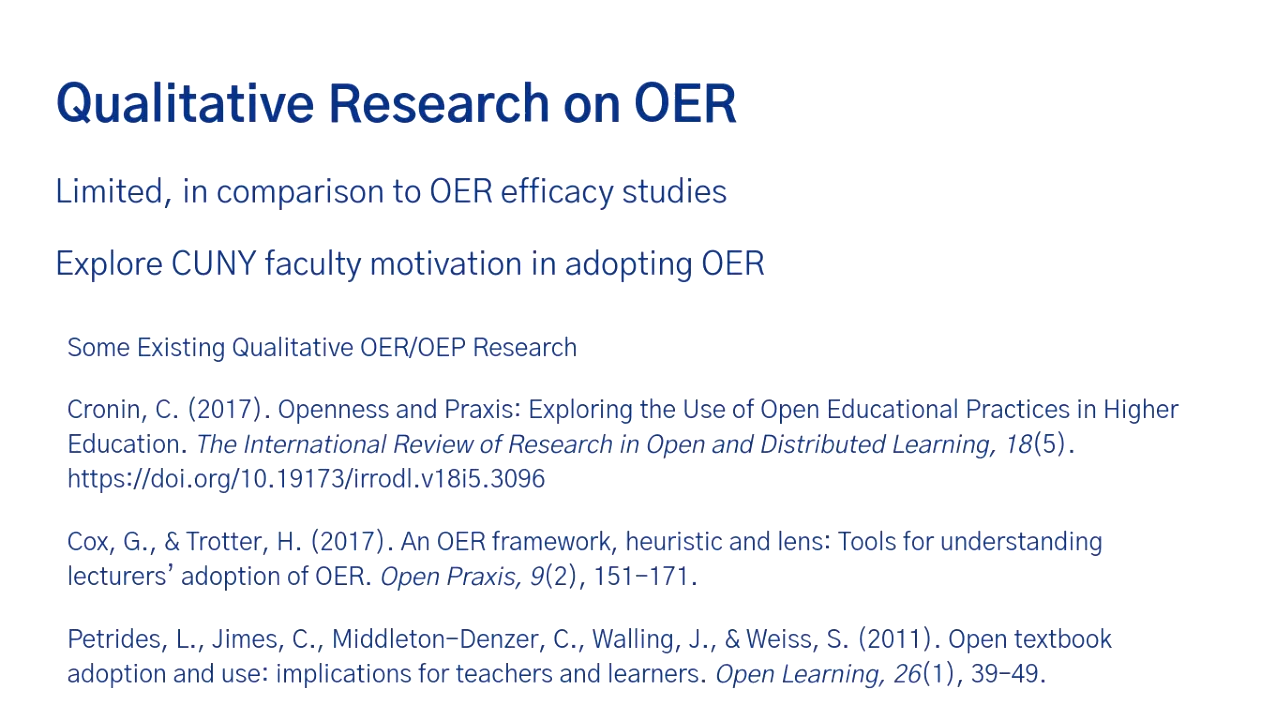 Qualitative Research on OER
Limited, in comparison to OER efficacy studies
Explore CUNY faculty motivation in adopting OER
Some Existing Qualitative OER/OEP Research
Cronin, C. (2017). Openness and Praxis: Exploring the Use of Open Educational Practices in Higher
Education. The International Review of Research in Open and Distributed Learning, 18(5).
https://doi.org/10.19173/irrodl.v18i5.3096
Cox, G., & Trotter, H. (2017). An OER framework, heuristic and lens: Tools for understanding
lecturers’ adoption of OER. Open Praxis, 9(2), 151–171.
Petrides, L., Jimes, C., Middleton–Denzer, C., Walling, J., & Weiss, S. (2011). Open textbook
adoption and use: implications for teachers and learners. Open Learning, 26(1), 39–49.